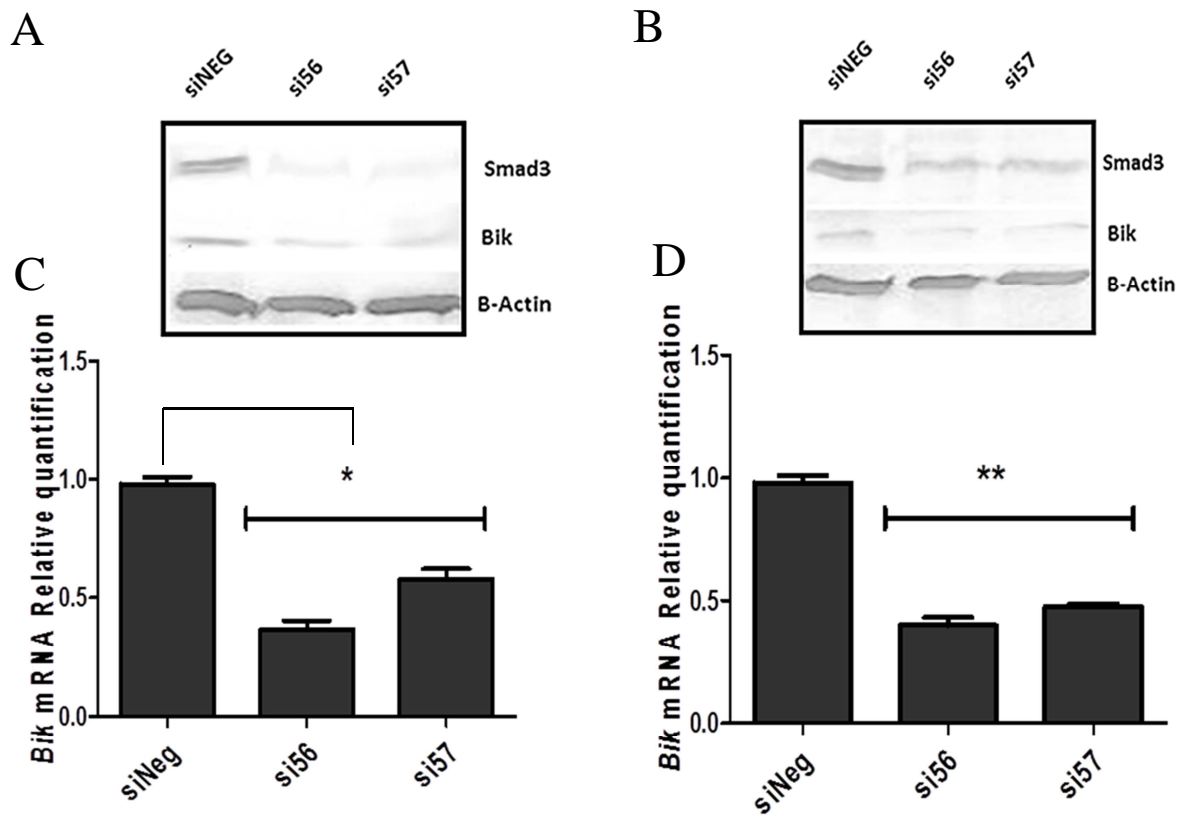 A
siNEG
si56
si57
Smad3
Bik
B-Actin
B
siNEG
si56
si57
Smad3
Bik
B-Actin
C
Bik mRNA Relative quantification
1.5
1.0
0.5
0.0
*
siNeg
si56
si57
D
Bik mRNA Relative quantification
1.5
1.0
0.5
0.0
**
siNeg
si56
si57